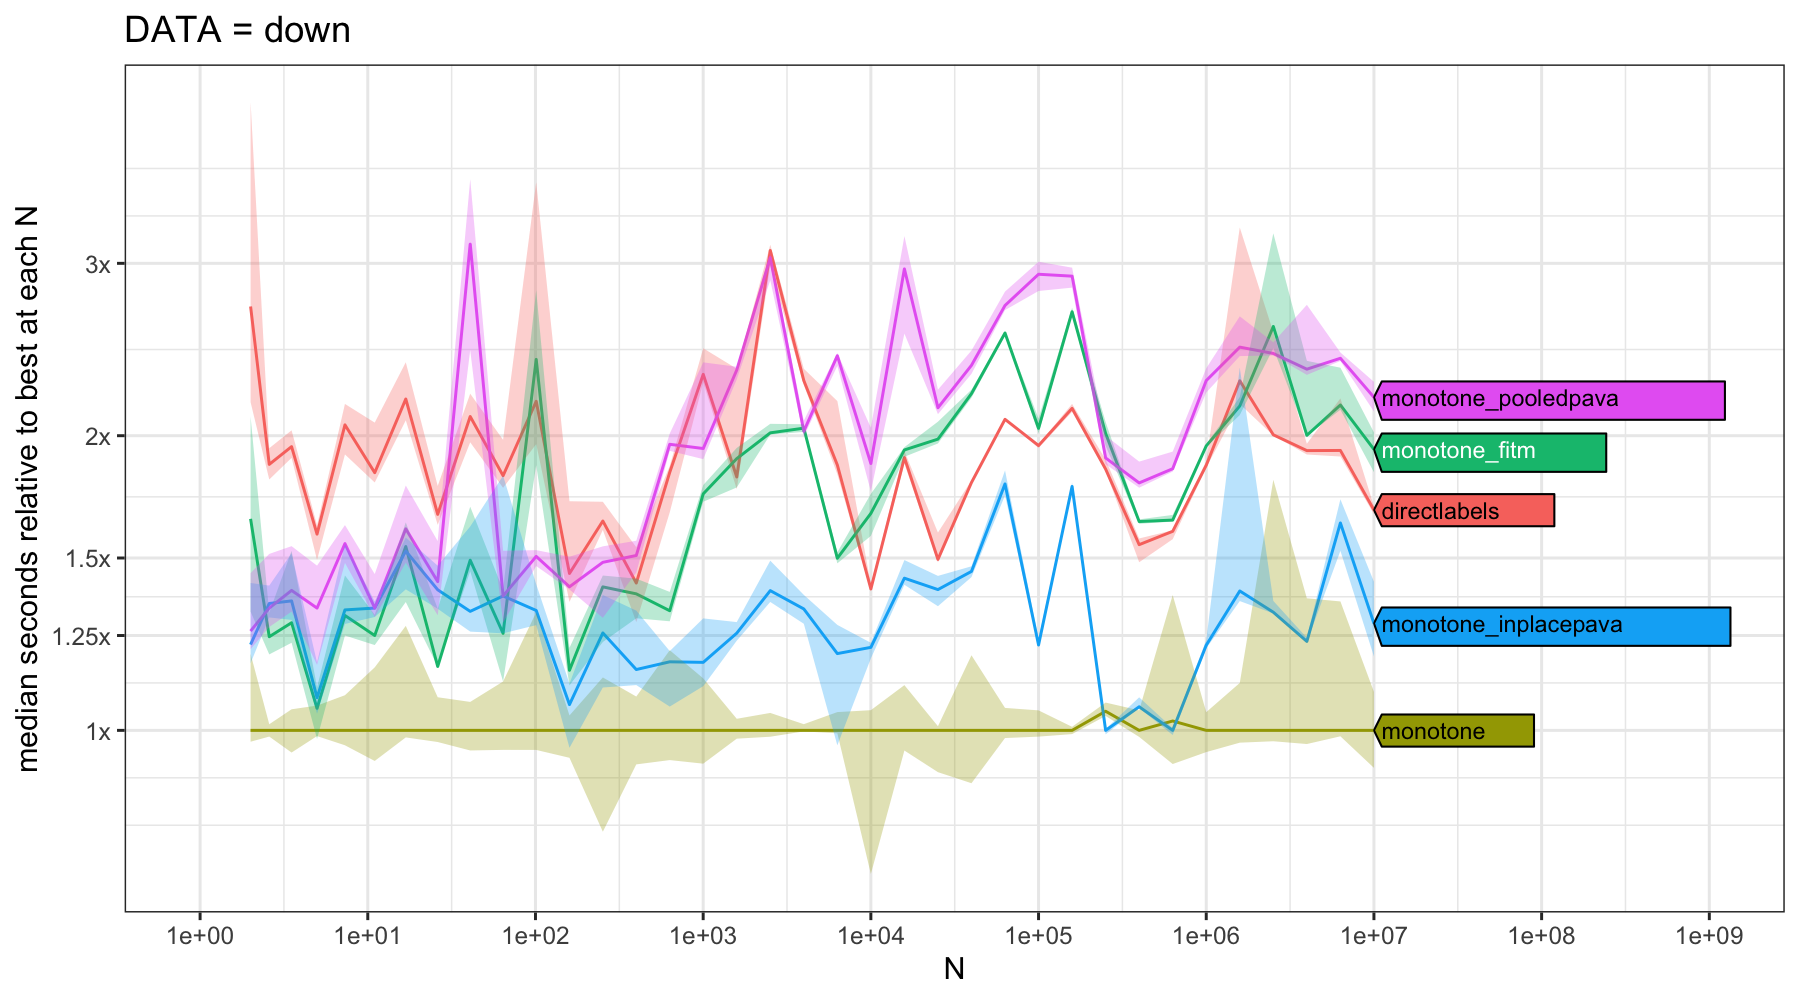 DATA = down
median seconds relative to best at each N
3x
2x
1.5x
1.25x
1x
monotone_pooledpava
monotone_fitm
directlabels
monotone_inplacepava
monotone
1e+00 1e+01 1e+02 1e+03 1e+04 1e+05 1e+06 1e+07 1e+08 1e+09
N